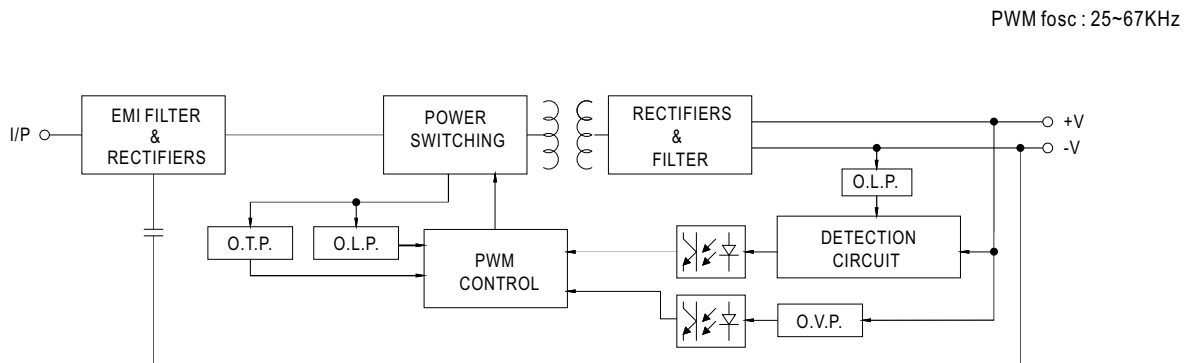 PWM fosc : 25~67KHz
I/P
EMI FILTER
&
RECTIFIERS
POWER
SWITCHING
RECTIFIERS
&
FILTER
+V
-V
O.L.P.
O.T.P.
O.L.P.
PWM
CONTROL
DETECTION
CIRCUIT
O.V.P.